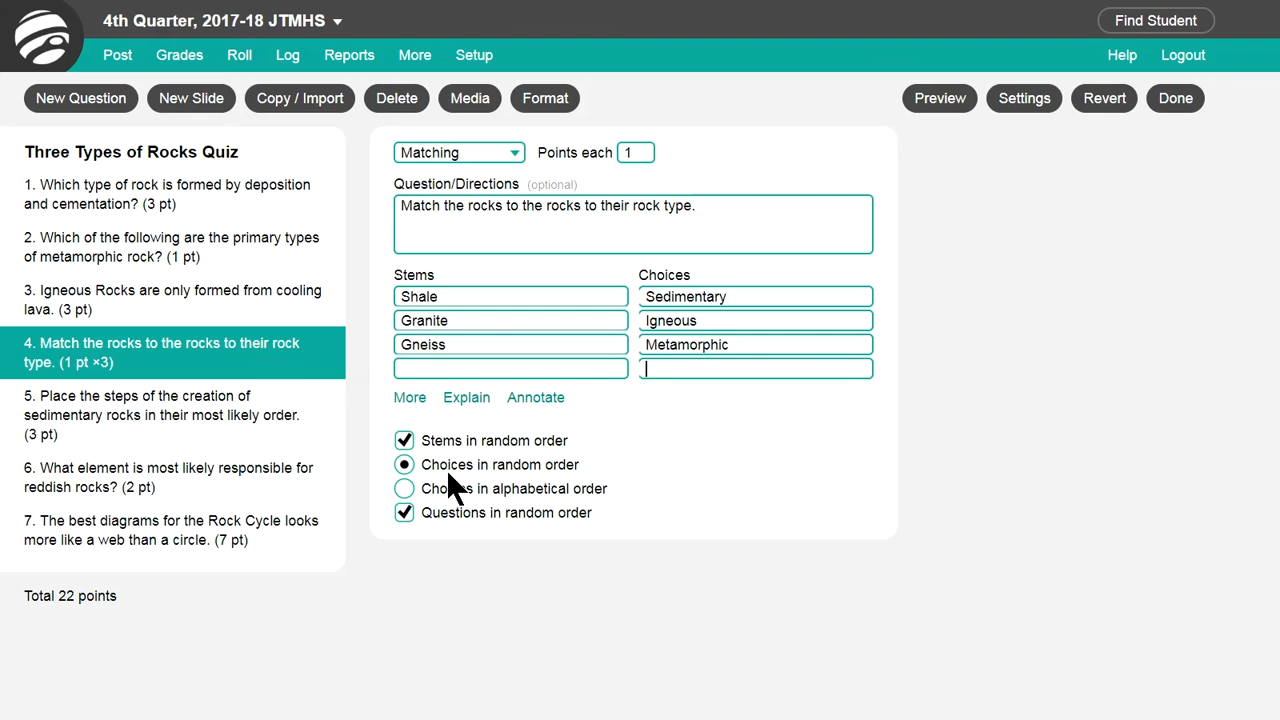 4th Quarter, 2017-18 JTMHS
Find Student
Post Grades Roll Log Reports More Setup Help Logout
New Question New Slide Copy / Import Delete Media Format Preview Settings Revert Done
Three Types of Rocks Quiz
1. Which type of rock is formed by deposition
and cementation? (3 pt)
2. Which of the following are the primary types
of metamorphic rock? (1 pt)
3. Igneous Rocks are only formed from cooling
lava. (3 pt)
4. Match the rocks to the rocks to their rock
type. (1 pt ×3)
5. Place the steps of the creation of
sedimentary rocks in their most likely order.
(3 pt)
6. What element is most likely responsible for
reddish rocks? (2 pt)
7. The best diagrams for the Rock Cycle looks
more like a web than a circle. (7 pt)
Total 22 points
Matching Points each 1
Question/Directions (optional)
Match the rocks to the rocks to their rock type.
Stems Choices
Shale Sedimentary
Granite Igneous
Gneiss Metamorphic
More Explain Annotate
Stems in random order
Choices in random order
Choices in alphabetical order
Questions in random order